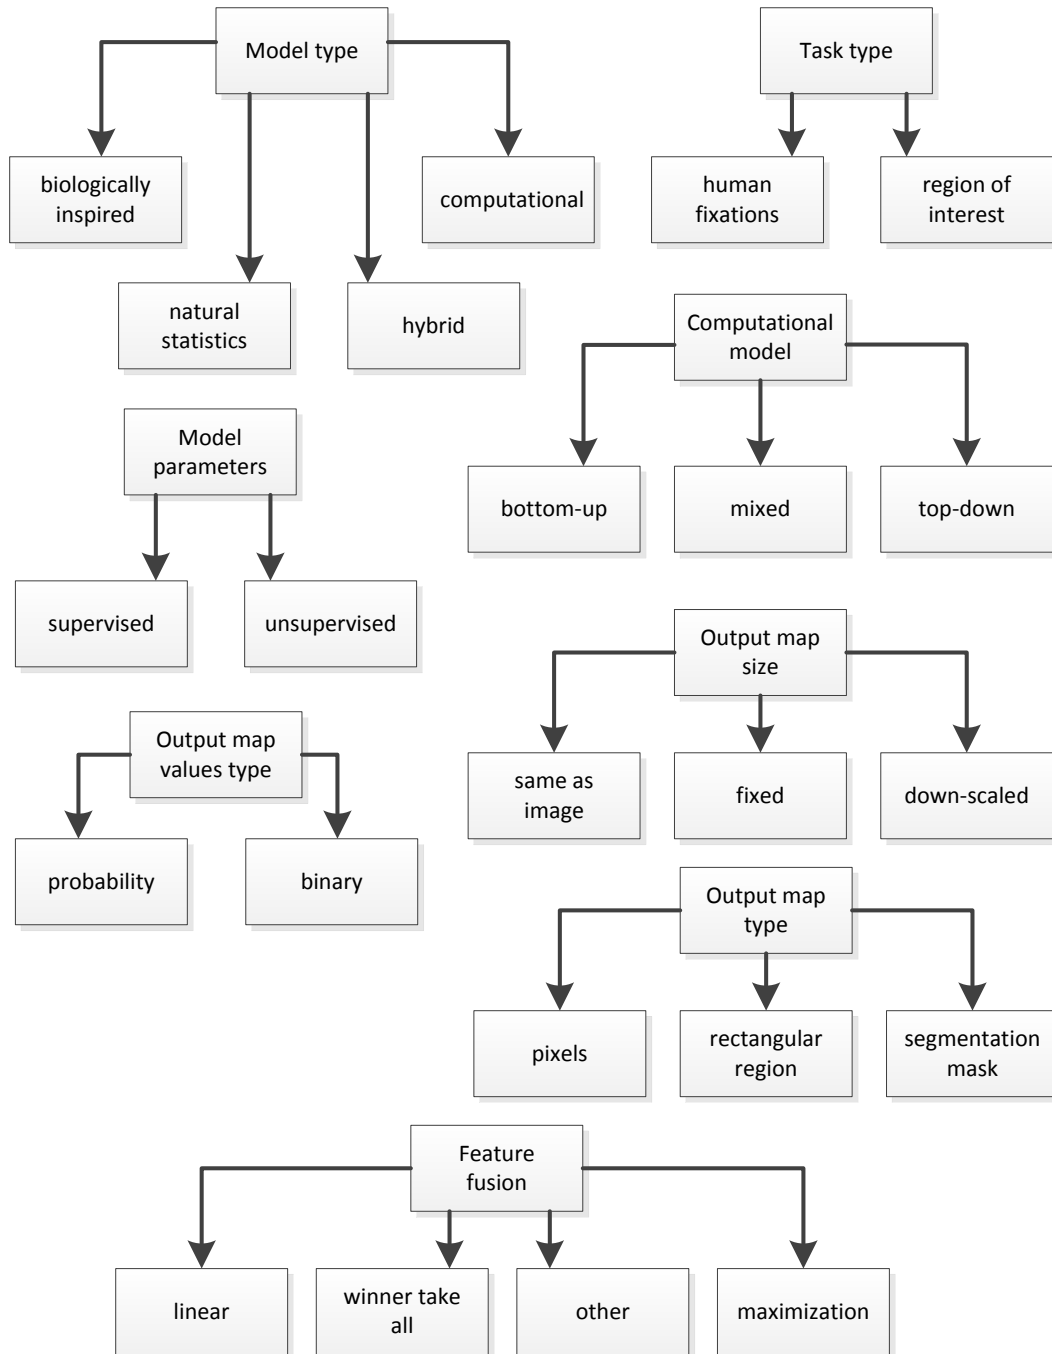 Model type
Task type
biologically
inspired
computational
human
fixations
region of
interest
natural
statistics
hybrid
Computational
model
Model
parameters
bottom-up
mixed
top-down
supervised
unsupervised
Output map
size
Output map
values type
same as
image
fixed
down-scaled
probability
binary
Output map
type
pixels
rectangular
region
segmentation
mask
Feature
fusion
linear
winner take
all
other
maximization